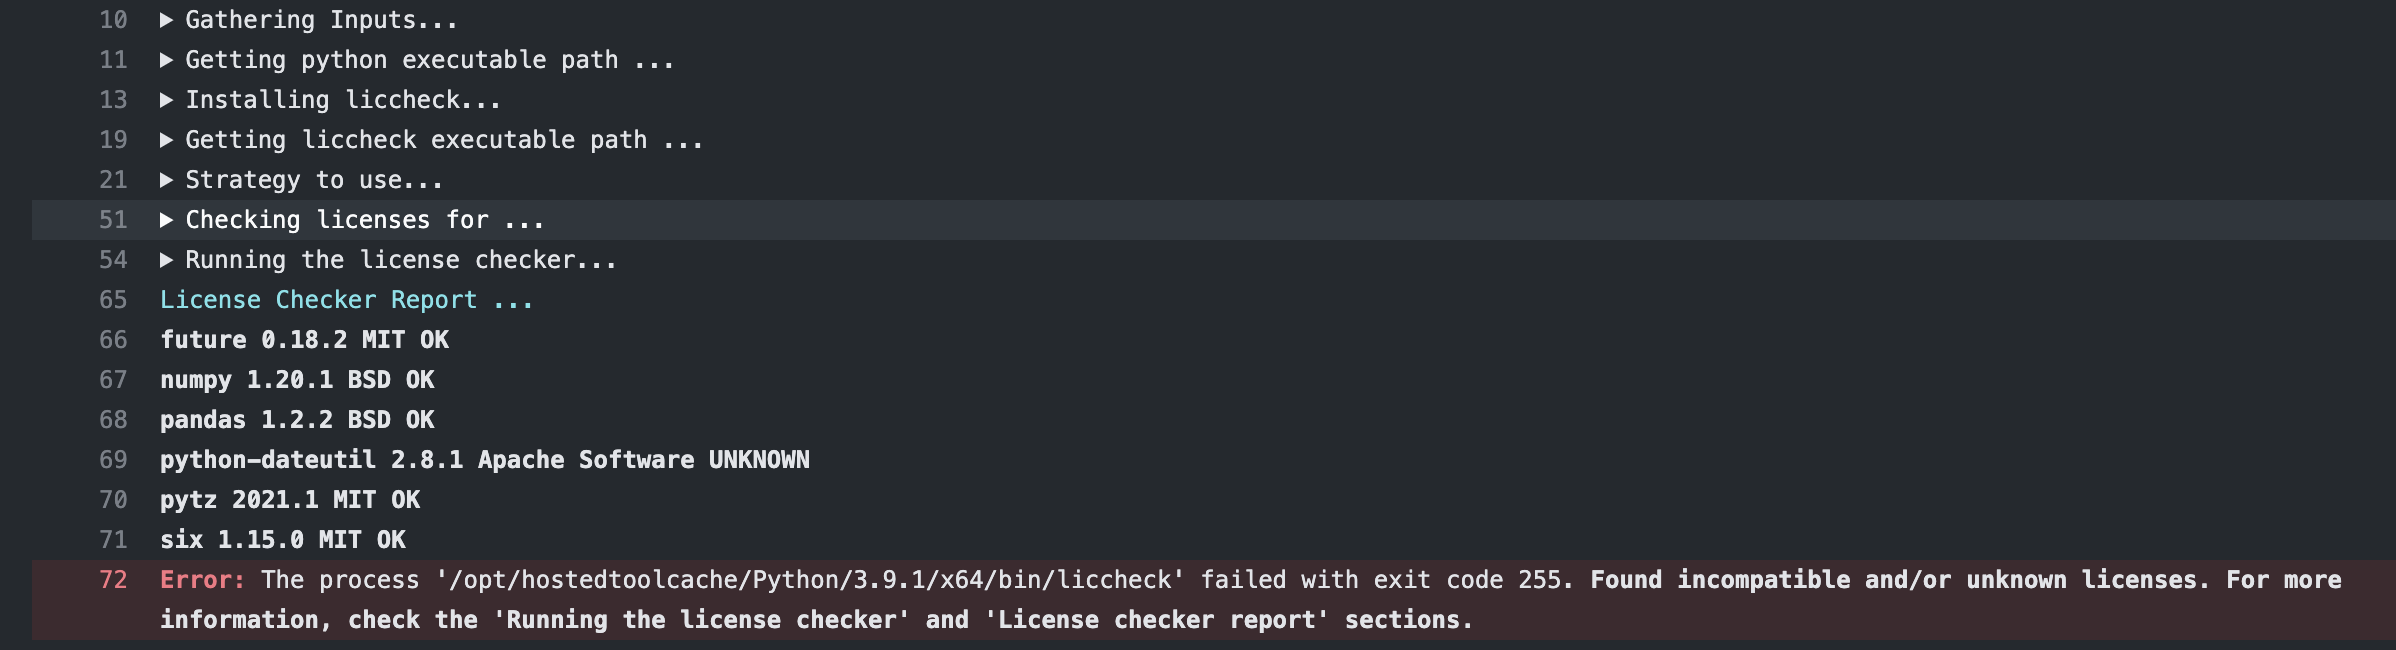 10 ▶ Gathering Inputs...
11 ▶ Getting python executable path ...
13 ▶ Installing liccheck...
19 ▶ Getting liccheck executable path ...
21 ▶ Strategy to use...
51 ▶ Checking licenses for ...
54 ▶ Running the license checker...
65 License Checker Report ...
66 future 0.18.2 MIT OK
67 numpy 1.20.1 BSD OK
68 pandas 1.2.2 BSD OK
69 python-dateutil 2.8.1 Apache Software UNKNOWN
70 pytz 2021.1 MIT OK
71 six 1.15.0 MIT OK
72 Error: The process '/opt/hostedtoolcache/Python/3.9.1/x64/bin/liccheck' failed with exit code 255. Found incompatible and/or unknown licenses. For more
information, check the 'Running the license checker' and 'License checker report' sections.